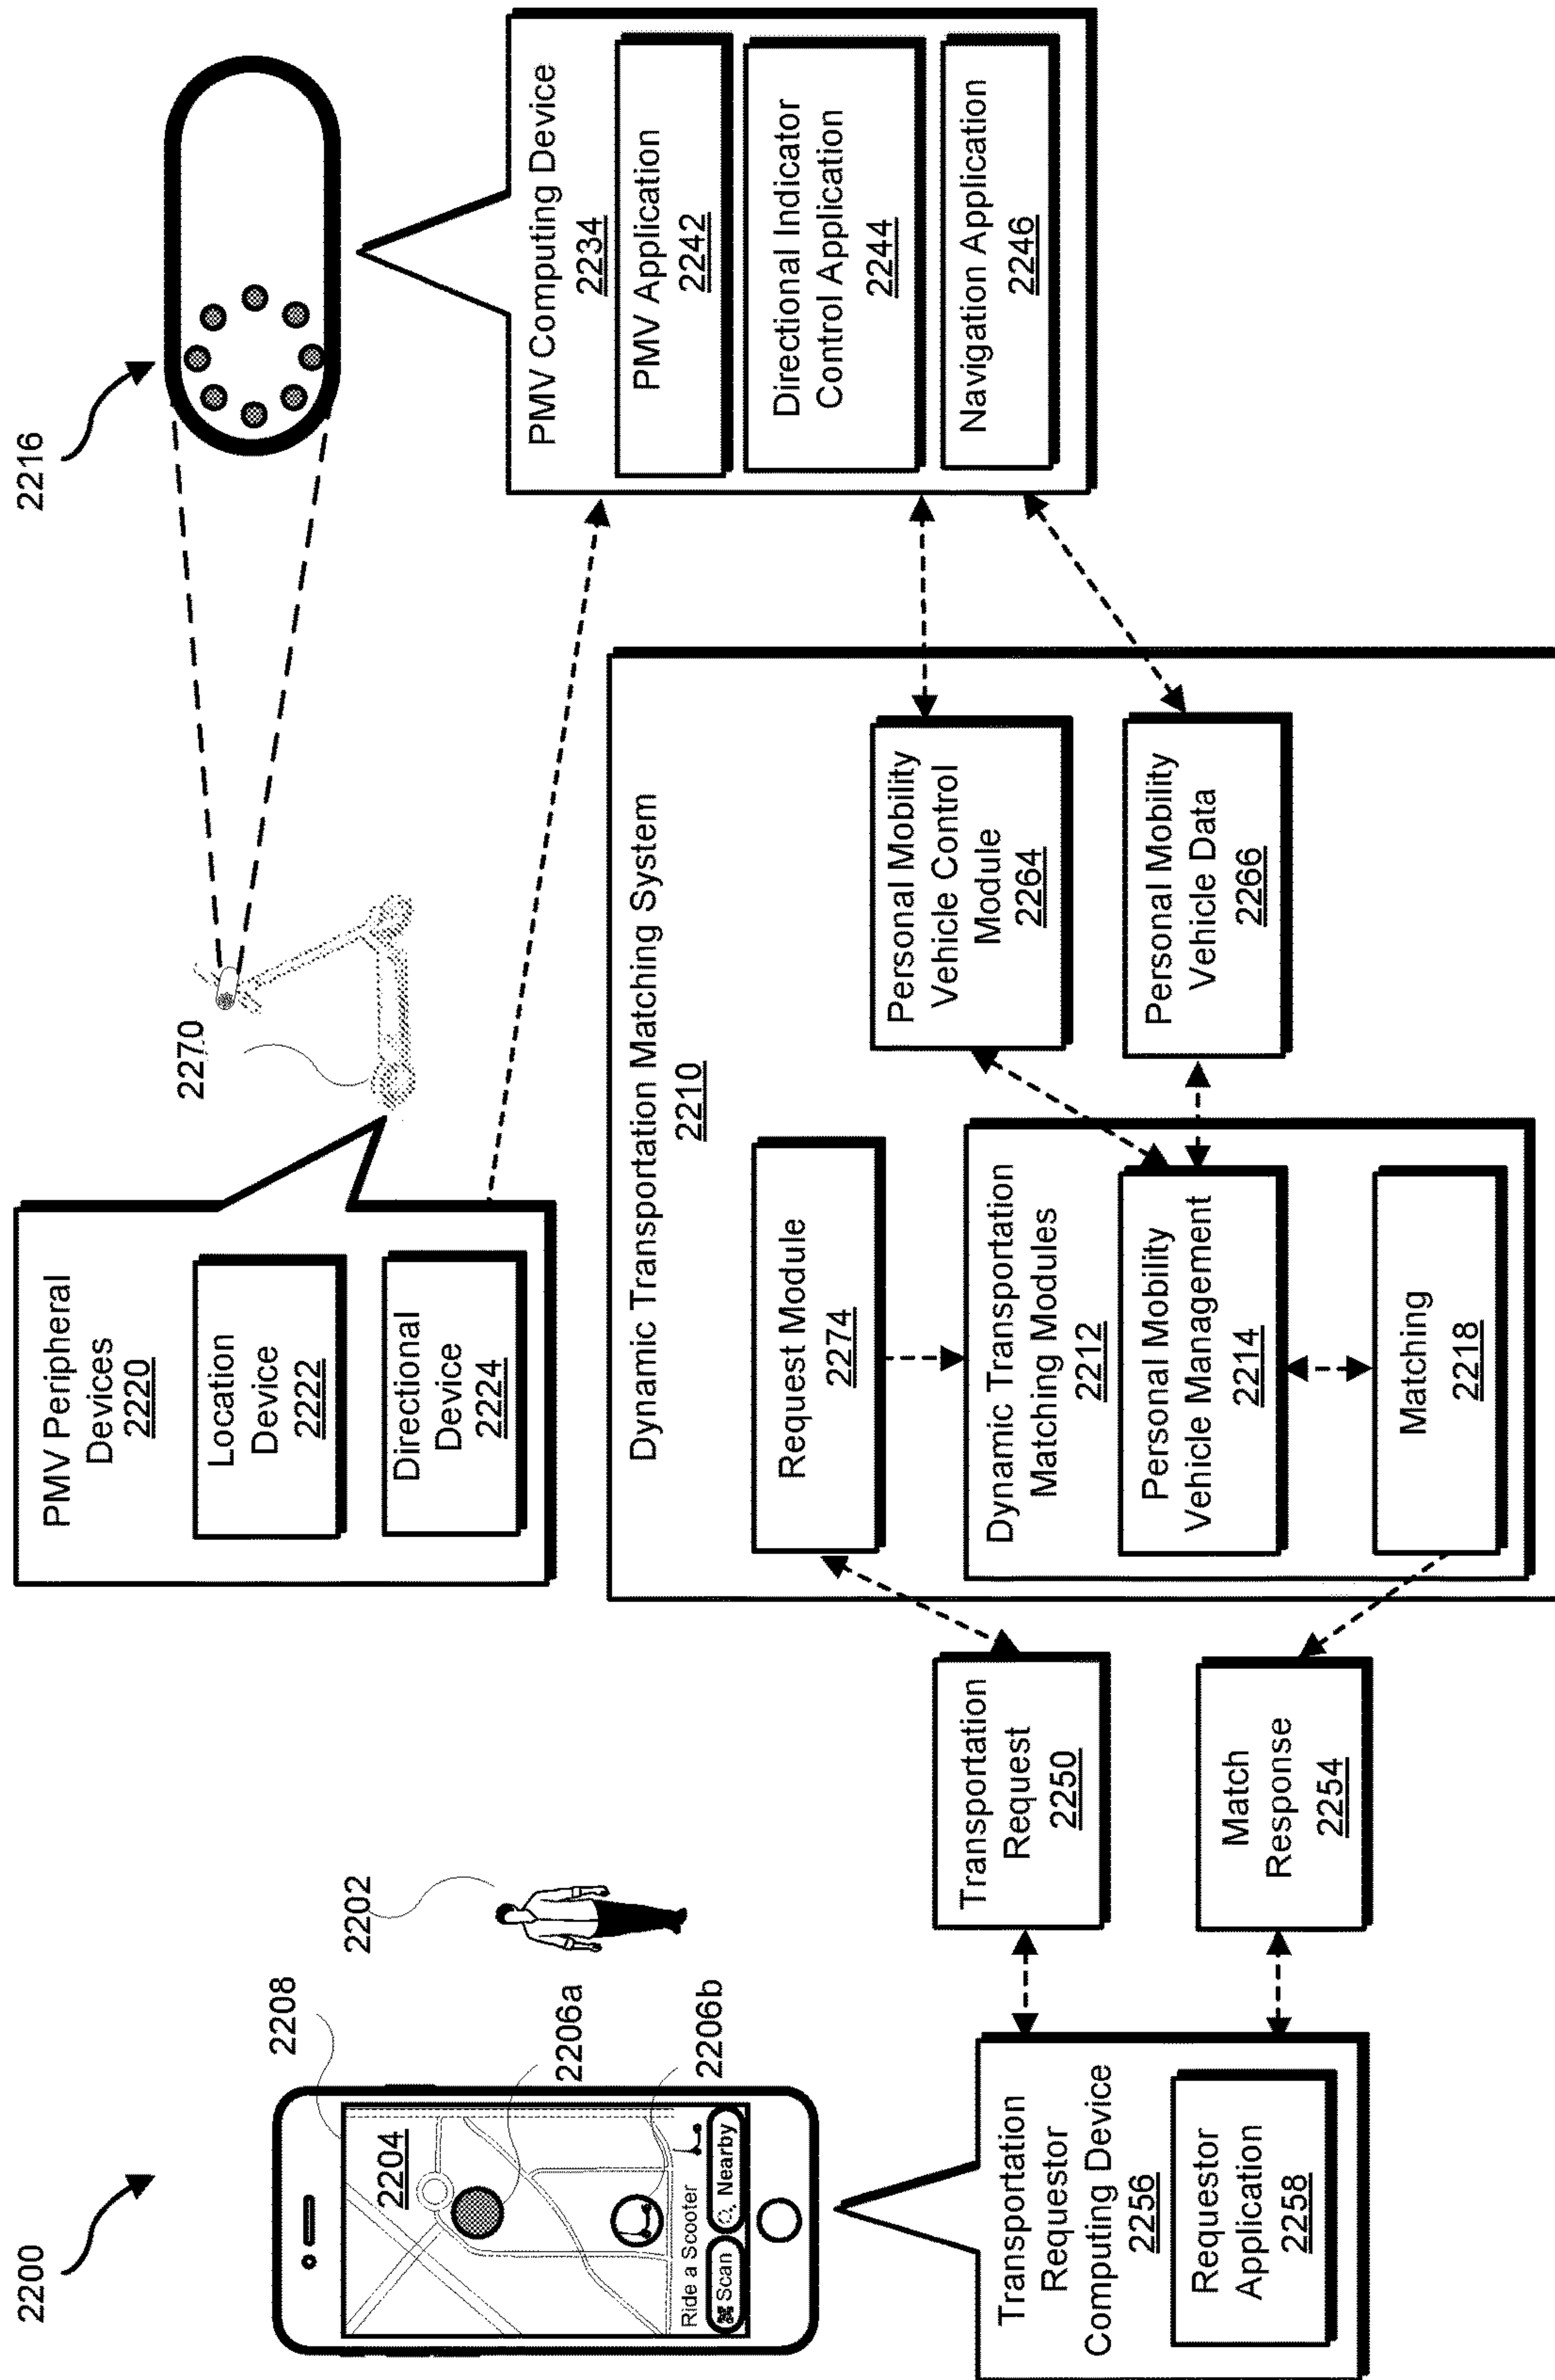 2200
2208
2204
2206a
2206b
Ride a Scooter
Scan
Nearby
2202
Transportation
Requestor
Computing Device
2256
Requestor
Application
2258
Transportation
Request
2250
Match
Response
2254
PMV Peripheral
Devices
2220
Location
Device
2222
Directional
Device
2224
2270
2216
Dynamic Transportation Matching System
2210
Request Module
2274
Dynamic Transportation
Matching Modules
2212
Personal Mobility
Vehicle Management
2214
Matching
2218
Personal Mobility
Vehicle Control
Module
2264
Personal Mobility
Vehicle Data
2266
PMV Computing Device
2234
PMV Application
2242
Directional Indicator
Control Application
2244
Navigation Application
2246